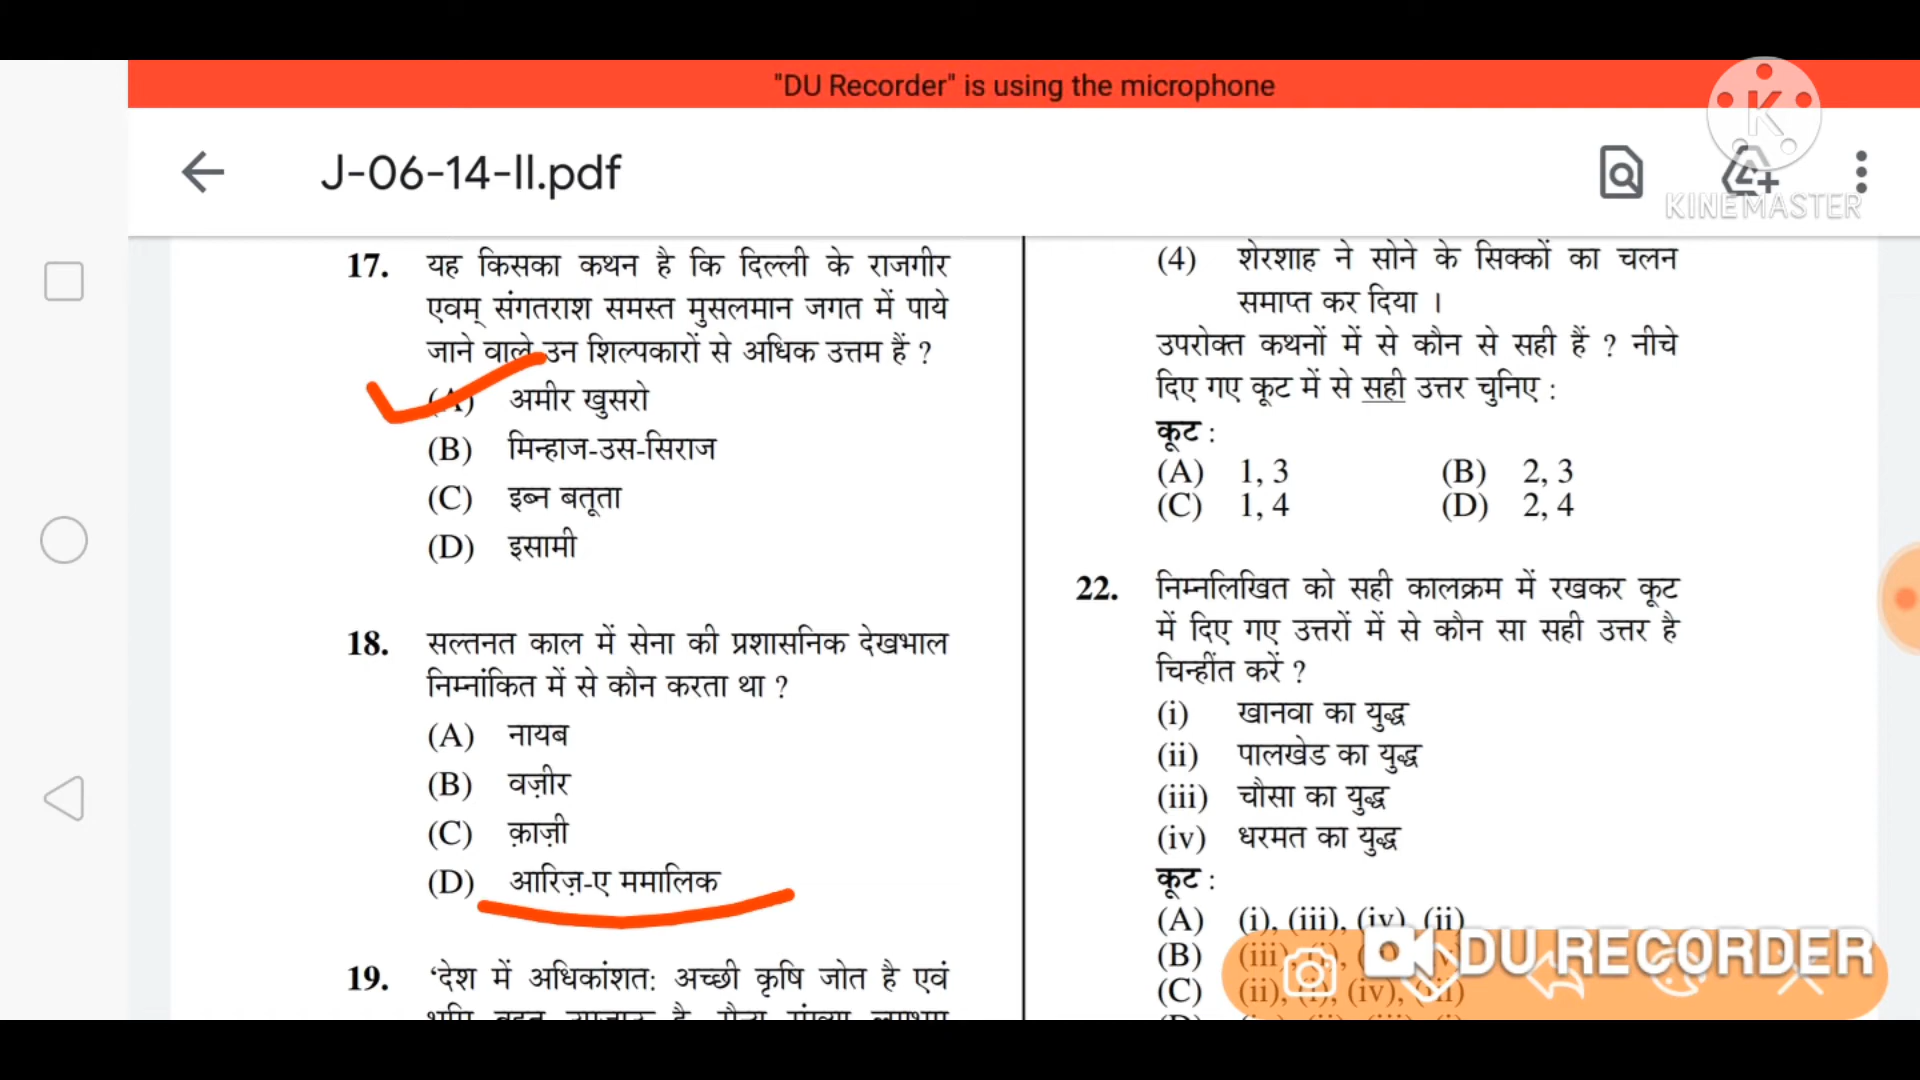 "DU Recorder" is using the microphone
J-06-14-II.pdf
KINEMASTER
17. यह किसका कथन है कि दिल्ली के राजगीर
एवम् संगतराश समस्त मुसलमान जगत में पाये
जाने वाले उन शिल्पकारों से अधिक उत्तम हैं ?
(A) अमीर खुसरो
(B) मिन्हाज-उस-सिराज
(C) इब्न बतूता
(D) इसामी
18. सल्तनत काल में सेना की प्रशासनिक देखभाल
निम्नांकित में से कौन करता था ?
(A) नायब
(B) वज़ीर
(C) क़ाज़ी
(D) आरिज़-ए ममालिक
19. ‘देश में अधिकांशत: अच्छी कृषि जोत है एवं
(4) शेरशाह ने सोने के सिक्कों का चलन
समाप्त कर दिया ।
उपरोक्त कथनों में से कौन से सही हैं ? नीचे
दिए गए कूट में से सही उत्तर चुनिए :
कूट :
(A) 1, 3 (B) 2, 3
(C) 1, 4 (D) 2, 4
22. निम्नलिखित को सही कालक्रम में रखकर कूट
में दिए गए उत्तरों में से कौन सा सही उत्तर है
चिन्हींत करें ?
(i) खानवा का युद्ध
(ii) पालखेड का युद्ध
(iii) चौसा का युद्ध
(iv) धरमत का युद्ध
कूट :
(A) (i), (iii), (iv), (ii)
(B) (iii), (i),
(C) (ii), (i), (iv), (iii)
DU RECORDER